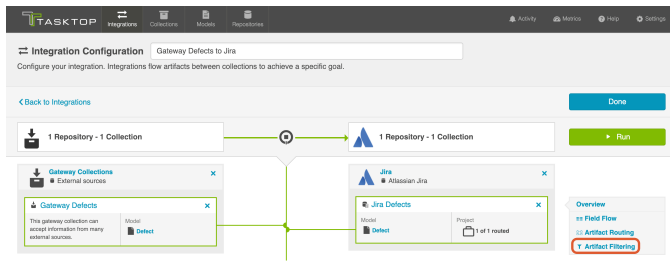 TASKTOP
Integrations
Collections
Models
Repositories
Activity
Metrics
Help
Settings
Integration Configuration
Gateway Defects to Jira
Configure your integration. Integrations flow artifacts between collections to achieve a specific goal.
Back to Integrations
Done
1 Repository - 1 Collection
1 Repository - 1 Collection
Run
Gateway Collections
External sources
Jira
Atlassian Jira
Gateway Defects
This gateway collection can
accept information from many
external sources.
Model
Defect
Jira Defects
Model
Defect
Project
1 of 1 routed
Overview
Field Flow
Artifact Routing
Artifact Filtering